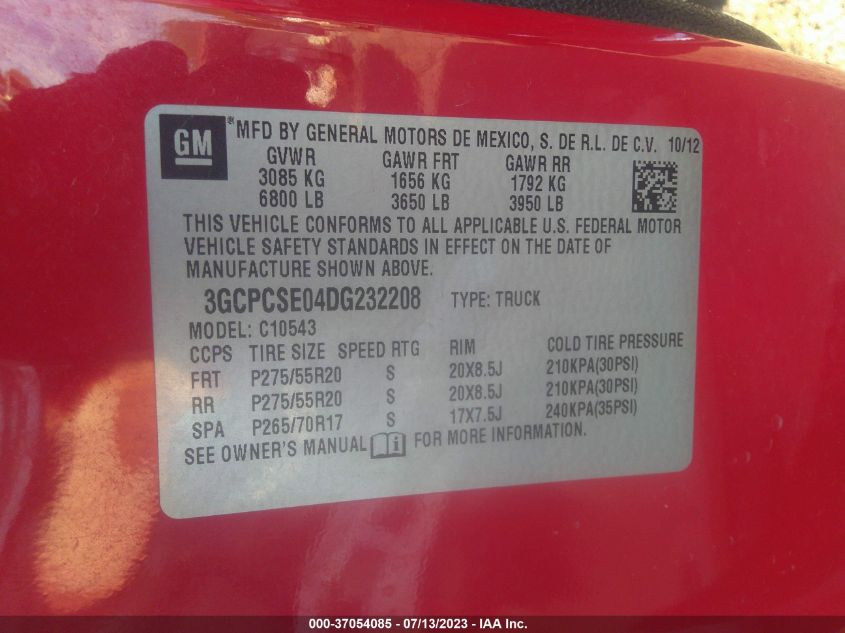 GM ® MFD BY GENERAL MOTORS DE MEXICO, S. DE R.L. DE C.V. 10/12
GVWR GAWR FRT GAWR RR
3085 KG 1656 KG 1792 KG
6800 LB 3650 LB 3950 LB
THIS VEHICLE CONFORMS TO ALL APPLICABLE U.S. FEDERAL MOTOR
VEHICLE SAFETY STANDARDS IN EFFECT ON THE DATE OF
MANUFACTURE SHOWN ABOVE.
3GCPCSE04DG232208 TYPE: TRUCK
MODEL: C10543
CCPS TIRE SIZE SPEED RTG RIM COLD TIRE PRESSURE
FRT P275/55R20 S 20X8.5J 210KPA(30PSI)
RR P275/55R20 S 20X8.5J 210KPA(30PSI)
SPA P265/70R17 S 17X7.5J 240KPA(35PSI)
SEE OWNER'S MANUAL i FOR MORE INFORMATION.
000-37054085 - 07/13/2023 - IAA Inc.